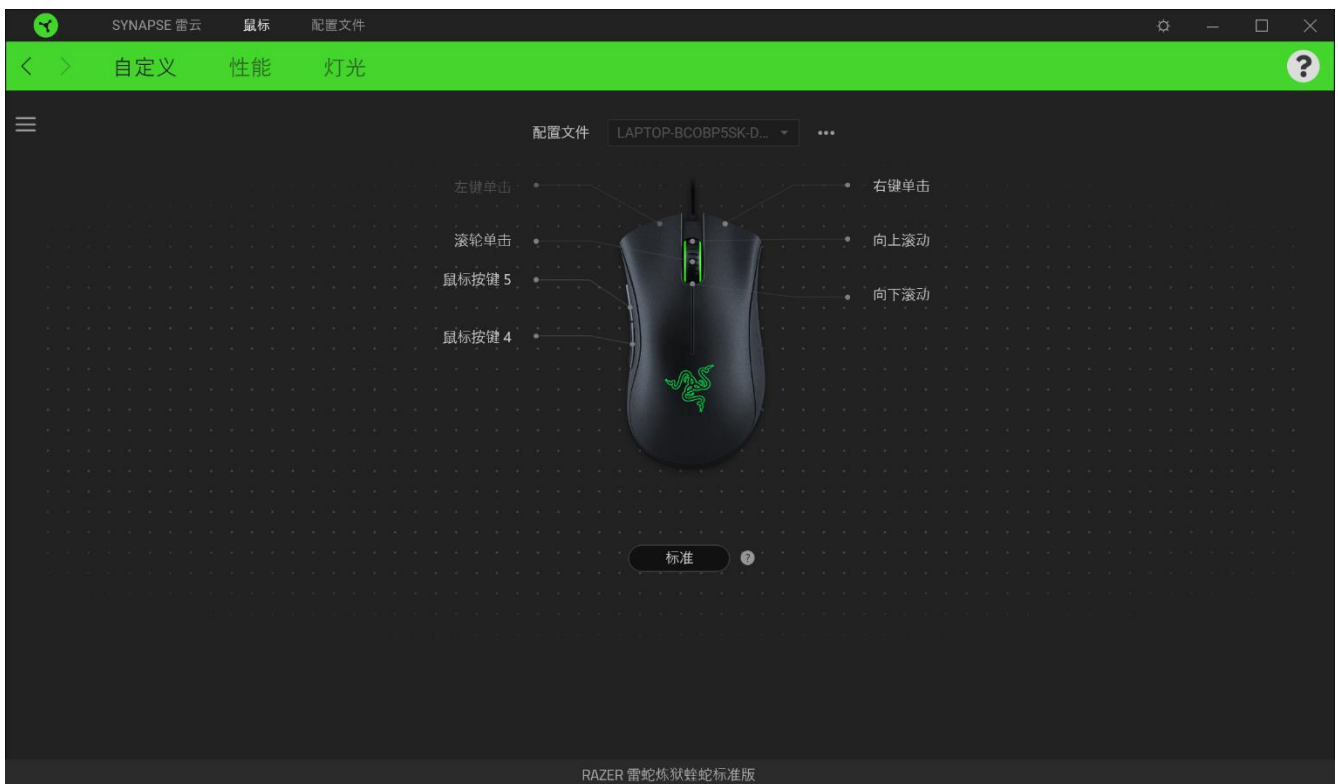 SYNAPSE 雷云 鼠标 配置文件
自定义 性能 灯光 ?
配置文件 LAPTOP-BCOBP5SK-D... •••
左键单击 右键单击
滚轮单击 向上滚动
鼠标按键 5
向下滚动
鼠标按键 4
标准 ?
RAZER 雷蛇炼狱蝰蛇标准版